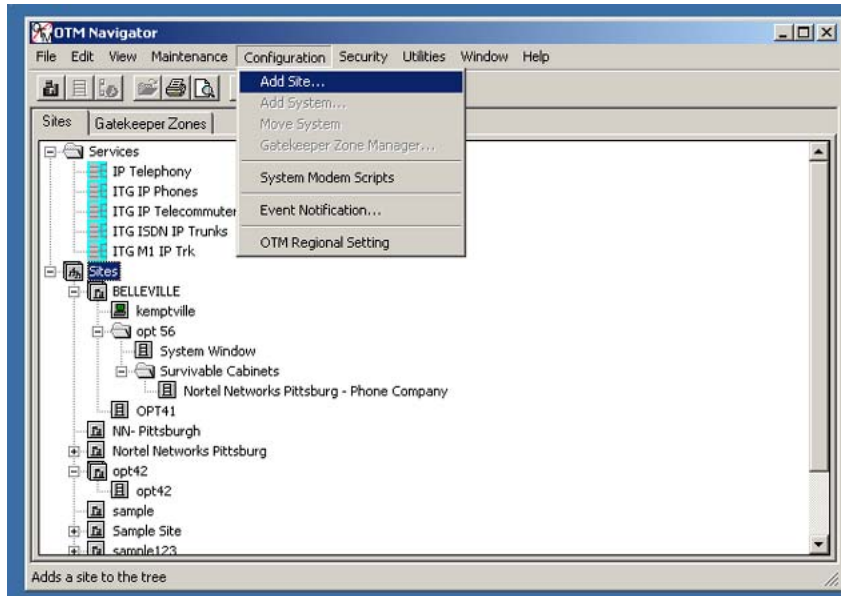 OTM Navigator
File Edit View Maintenance Configuration Security Utilities Window Help
Add Site...
Add System...
Move System
Gatekeeper Zone Manager...
System Modem Scripts
Event Notification...
OTM Regional Setting
Sites Gatekeeper Zones
Services
IP Telephony
ITG IP Phones
ITG IP Telecommuter
ITG ISDN IP Trunks
ITG M1 IP Trk
Sites
BELLEVILLE
kemptville
opt 56
System Window
Survivable Cabinets
Nortel Networks Pittsburg - Phone Company
OPT41
NN- Pittsburgh
Nortel Networks Pittsburg
opt42
opt42
sample
Sample Site
sample123
Adds a site to the tree